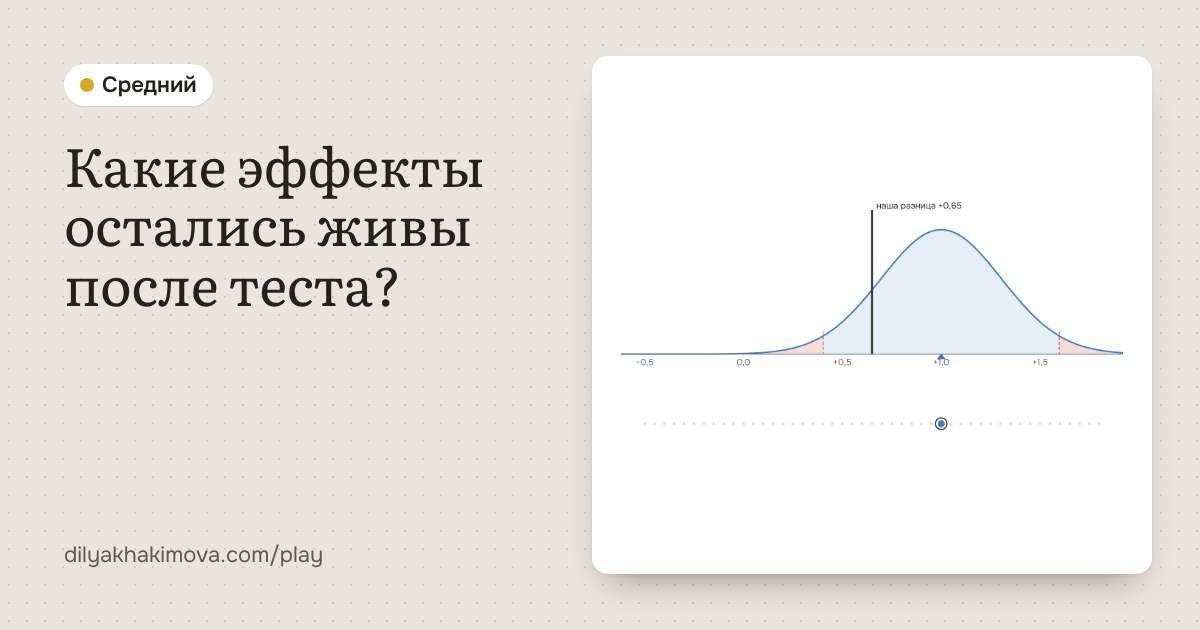 Средний
Какие эффекты
остались живы
после теста?
dilyakhakimova.com/play
наша разница +0,65
−0,5
0,0
+0,5
+1,0
+1,5